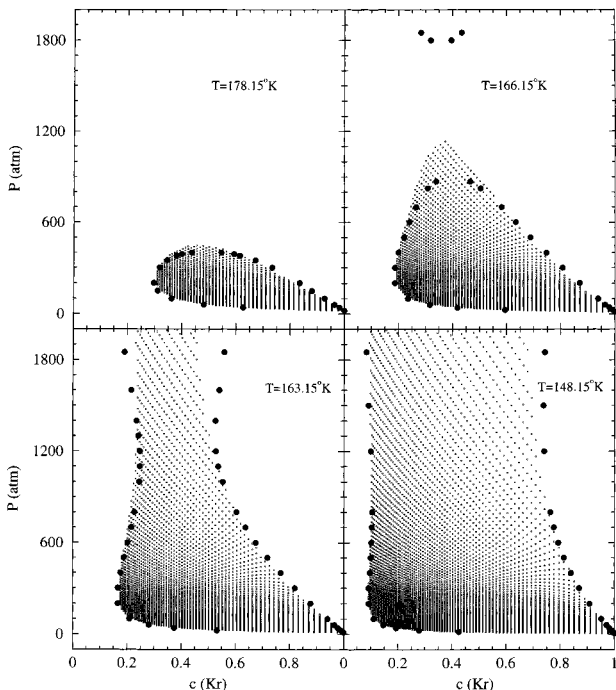 1800
1200
600
0
P (atm)
T=178.15°K
T=166.15°K
1800
1200
600
0
P (atm)
T=163.15°K
T=148.15°K
0 0.2 0.4 0.6 0.8 1 0.2 0.4 0.6 0.8 1
c (Kr) c (Kr)